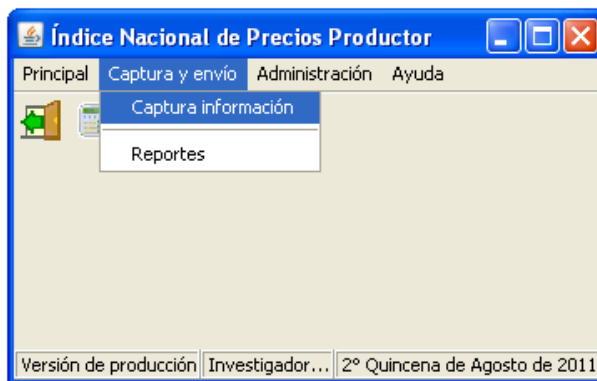 Índice Nacional de Precios Productor
Principal Captura y envío Administración Ayuda
Captura información
Reportes
Versión de producción Investigador... 2º Quincena de Agosto de 2011